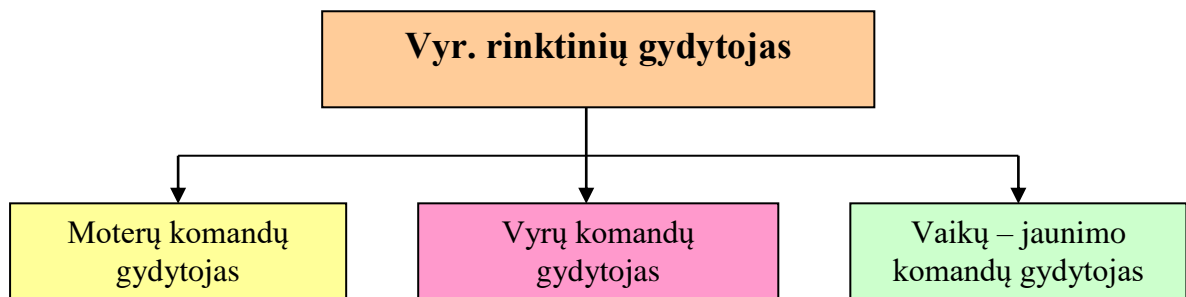 Vyr. rinktinių gydytojas
Moterų komandų
gydytojas
Vyrų komandų
gydytojas
Vaikų – jaunimo
komandų gydytojas